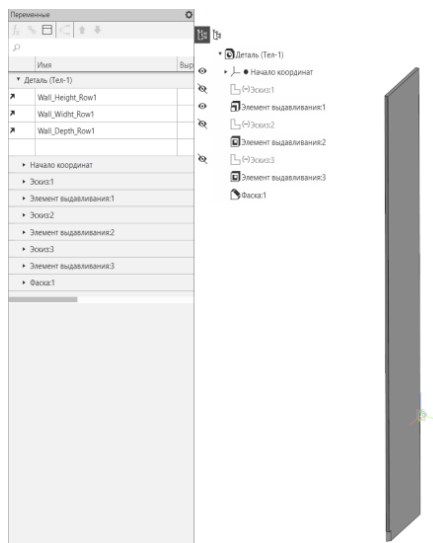 Переменные
Имя
Выр
Деталь (Тел-1)
Wall_Height_Row1
Wall_Widht_Row1
Wall_Depth_Row1
Начало координат
Эскиз:1
Элемент выдавливания:1
Эскиз:2
Элемент выдавливания:2
Эскиз:3
Элемент выдавливания:3
Фаска:1
Деталь (Тел-1)
Начало координат
(-)Эскиз:1
Элемент выдавливания:1
(-)Эскиз:2
Элемент выдавливания:2
(-)Эскиз:3
Элемент выдавливания:3
Фаска:1